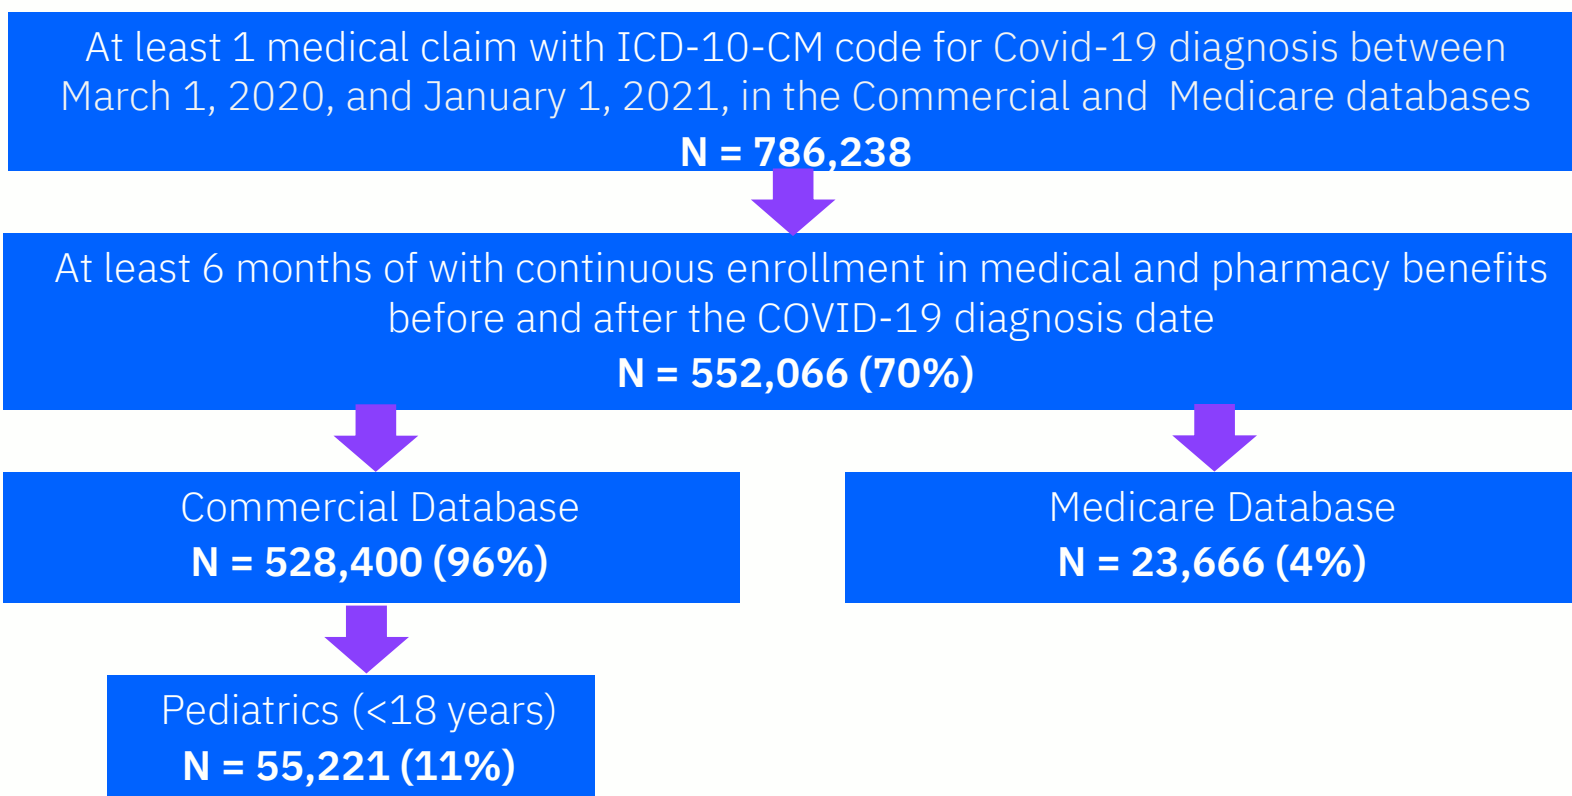 At least 1 medical claim with ICD-10-CM code for Covid-19 diagnosis between
March 1, 2020, and January 1, 2021, in the Commercial and Medicare databases
N = 786,238
At least 6 months of with continuous enrollment in medical and pharmacy benefits
before and after the COVID-19 diagnosis date
N = 552,066 (70%)
Commercial Database
N = 528,400 (96%)
Medicare Database
N = 23,666 (4%)
Pediatrics (<18 years)
N = 55,221 (11%)